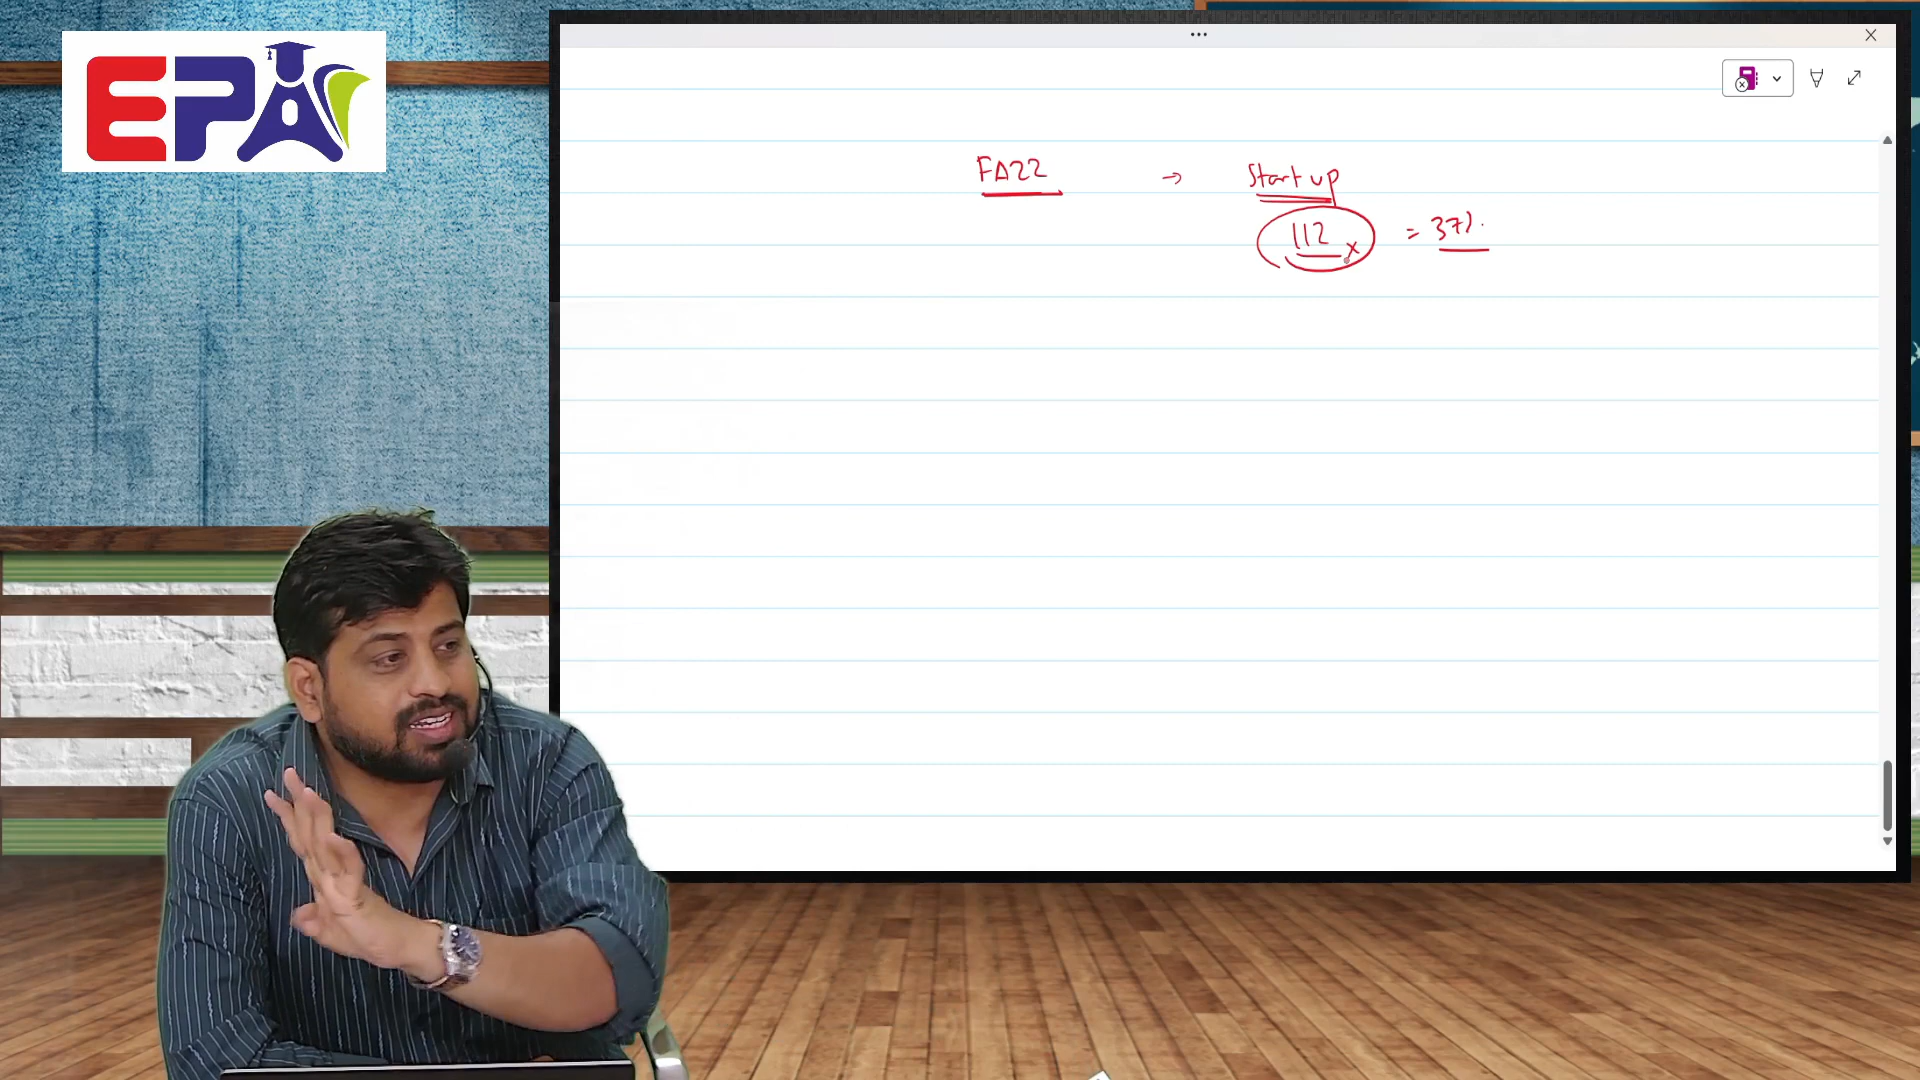 EPA
FA22 → Start up
112 x = 37%.